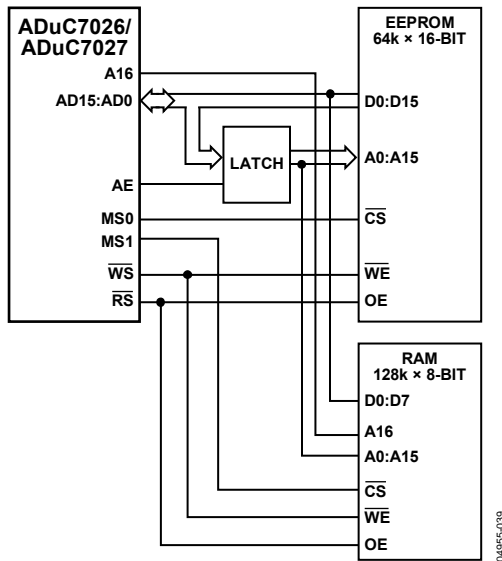 ADuC7026/
ADuC7027
A16
AD15:AD0
AE
MS0
MS1
WS
RS
LATCH
EEPROM
64k × 16-BIT
D0:D15
A0:A15
CS
WE
OE
RAM
128k × 8-BIT
D0:D7
A16
A0:A15
CS
WE
OE
04955-039